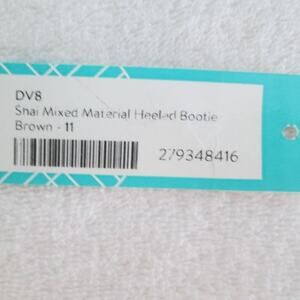 DV8
Shai Mixed Material Heeled Bootie
Brown - 11
279348416